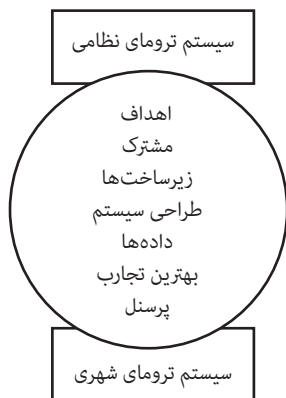 سیستم ترومای نظامی
اهداف
مشترک
زیرساخت‌ها
طراحی سیستم
داده‌ها
بهترین تجارب
پرسنل
سیستم ترومای شهری